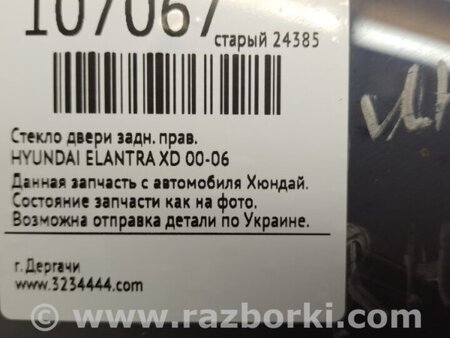 107067
старый 24385
Стекло двери задн. прав.
HYUNDAI ELANTRA XD 00-06
Данная запчасть с автомобиля Хюндай.
Состояние запчасти как на фото.
Возможна отправка детали по Украине.
г. Дергачи
www.3234444.com
© www.razborki.com